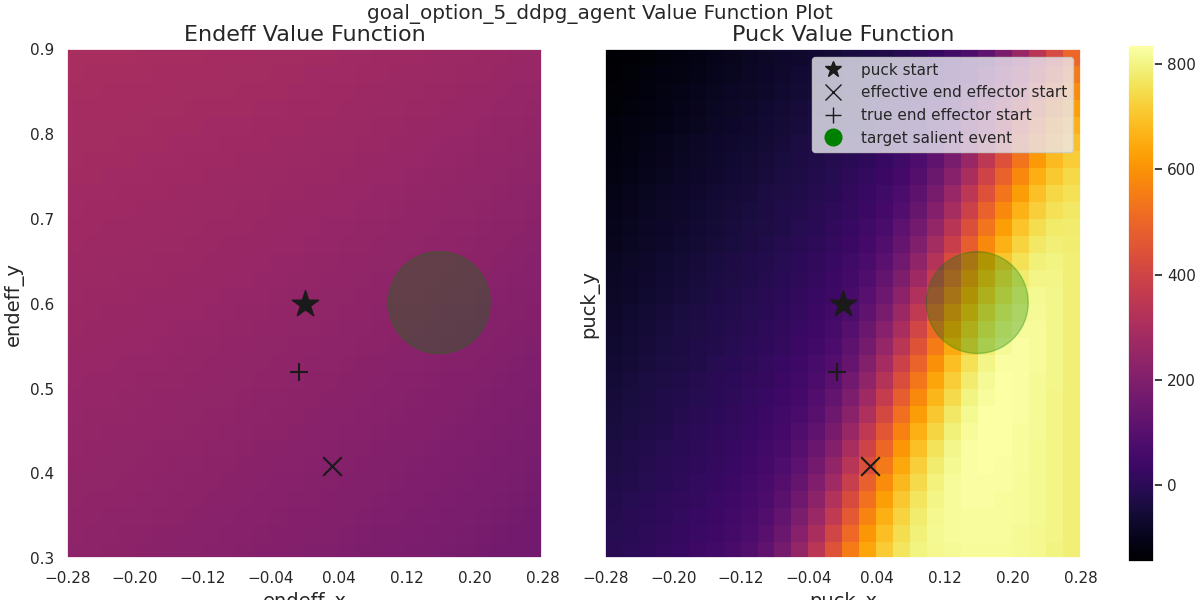 goal_option_5_ddpg_agent Value Function Plot
Endeff Value Function
Puck Value Function
puck start
effective end effector start
true end effector start
target salient event
endeff_y
0.9
0.8
0.7
0.6
0.5
0.4
0.3
−0.28 −0.20 −0.12 −0.04 0.04 0.12 0.20 0.28
endeff_x
puck_y
−0.28 −0.20 −0.12 −0.04 0.04 0.12 0.20 0.28
puck_x
800
600
400
200
0